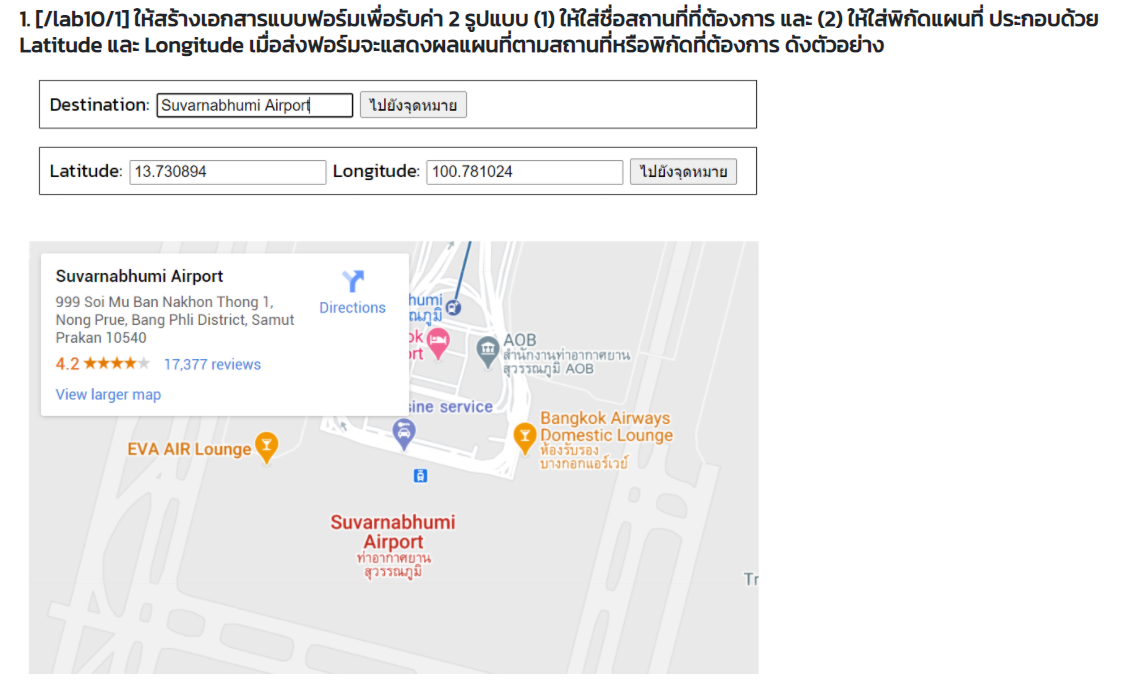 1. [/lab10/1] ให้สร้างเอกสารแบบฟอร์มเพื่อรับค่า 2 รูปแบบ (1) ให้ใส่ชื่อสถานที่ที่ต้องการ และ (2) ให้ใส่พิกัดแผนที่ ประกอบด้วย
Latitude และ Longitude เมื่อส่งฟอร์มจะแสดงผลแผนที่ตามสถานที่หรือพิกัดที่ต้องการ ดังตัวอย่าง
Destination: Suvarnabhumi Airport ไปยังจุดหมาย
Latitude: 13.730894 Longitude: 100.781024 ไปยังจุดหมาย
Suvarnabhumi Airport
999 Soi Mu Ban Nakhon Thong 1,
Nong Prue, Bang Phli District, Samut
Prakan 10540
4.2 17,377 reviews
View larger map
Directions
humi
ณภูมิ
ok
ort
AOB
สำนักงานท่าอากาศยาน
สุวรรณภูมิ AOB
sine service
Bangkok Airways
Domestic Lounge
ห้องรับรอง
บางกอกแอร์เวย์
EVA AIR Lounge
Suvarnabhumi
Airport
ท่าอากาศยาน
สุวรรณภูมิ
Tr